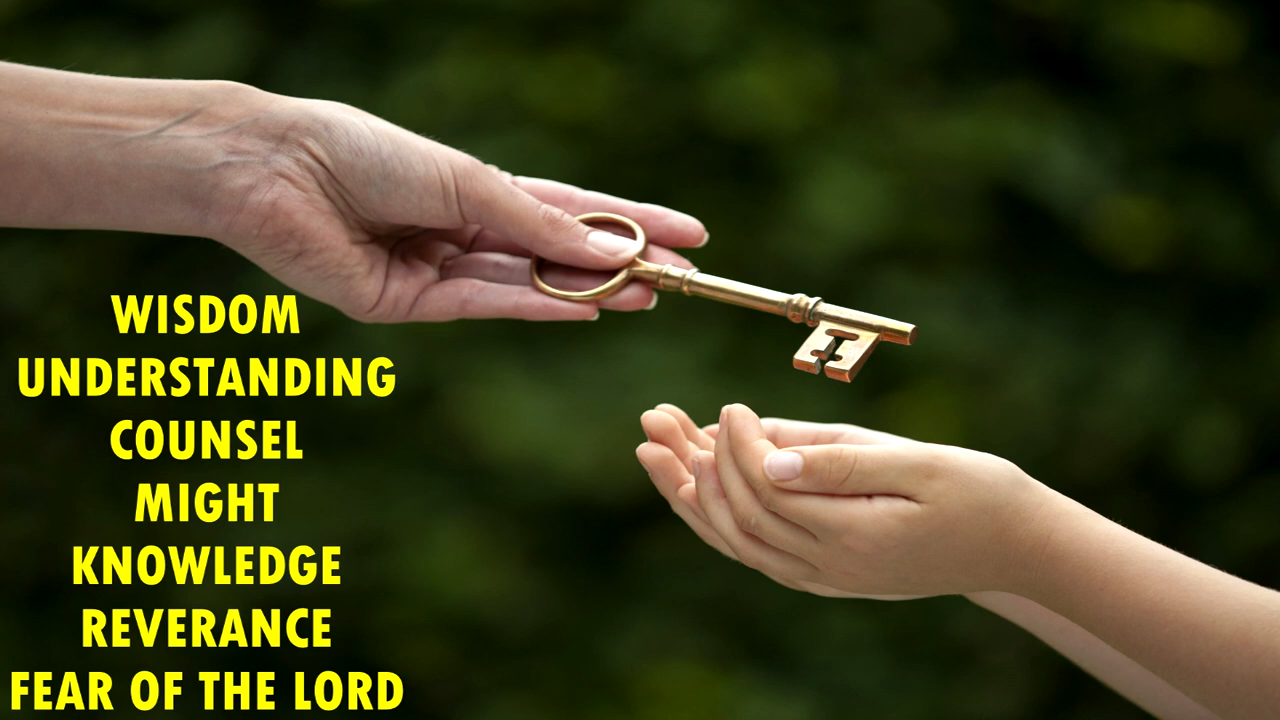 WISDOM
UNDERSTANDING
COUNSEL
MIGHT
KNOWLEDGE
REVERANCE
FEAR OF THE LORD